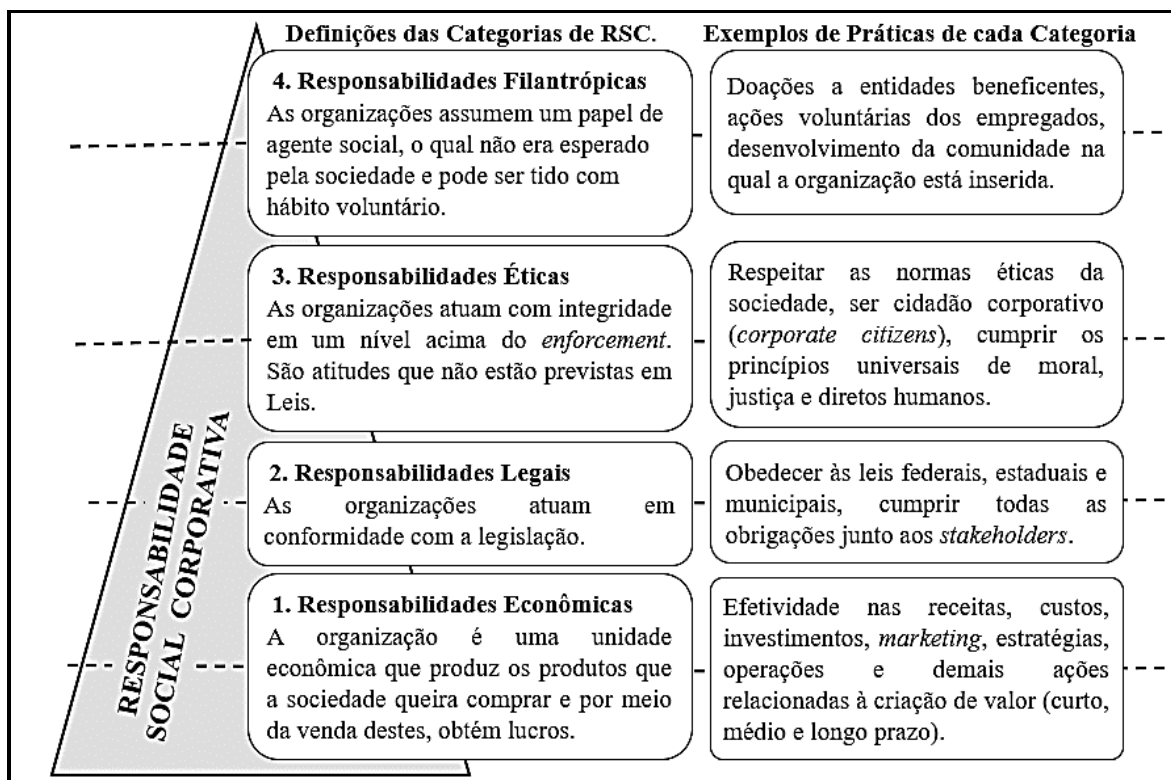 Definições das Categorias de RSC.
Exemplos de Práticas de cada Categoria
4. Responsabilidades Filantrópicas
As organizações assumem um papel de
agente social, o qual não era esperado
pela sociedade e pode ser tido com
hábito voluntário.
Doações a entidades beneficentes,
ações voluntárias dos empregados,
desenvolvimento da comunidade na
qual a organização está inserida.
3. Responsabilidades Éticas
As organizações atuam com integridade
em um nível acima do enforcement.
São atitudes que não estão previstas em
Leis.
Respeitar as normas éticas da
sociedade, ser cidadão corporativo
(corporate citizens), cumprir os
princípios universais de moral,
justiça e diretos humanos.
2. Responsabilidades Legais
As organizações atuam em
conformidade com a legislação.
Obedecer às leis federais, estaduais e
municipais, cumprir todas as
obrigações junto aos stakeholders.
1. Responsabilidades Econômicas
A organização é uma unidade
econômica que produz os produtos que
a sociedade queira comprar e por meio
da venda destes, obtém lucros.
Efetividade nas receitas, custos,
investimentos, marketing, estratégias,
operações e demais ações
relacionadas à criação de valor (curto,
médio e longo prazo).
RESPONSABILIDADE
SOCIAL CORPORATIVA